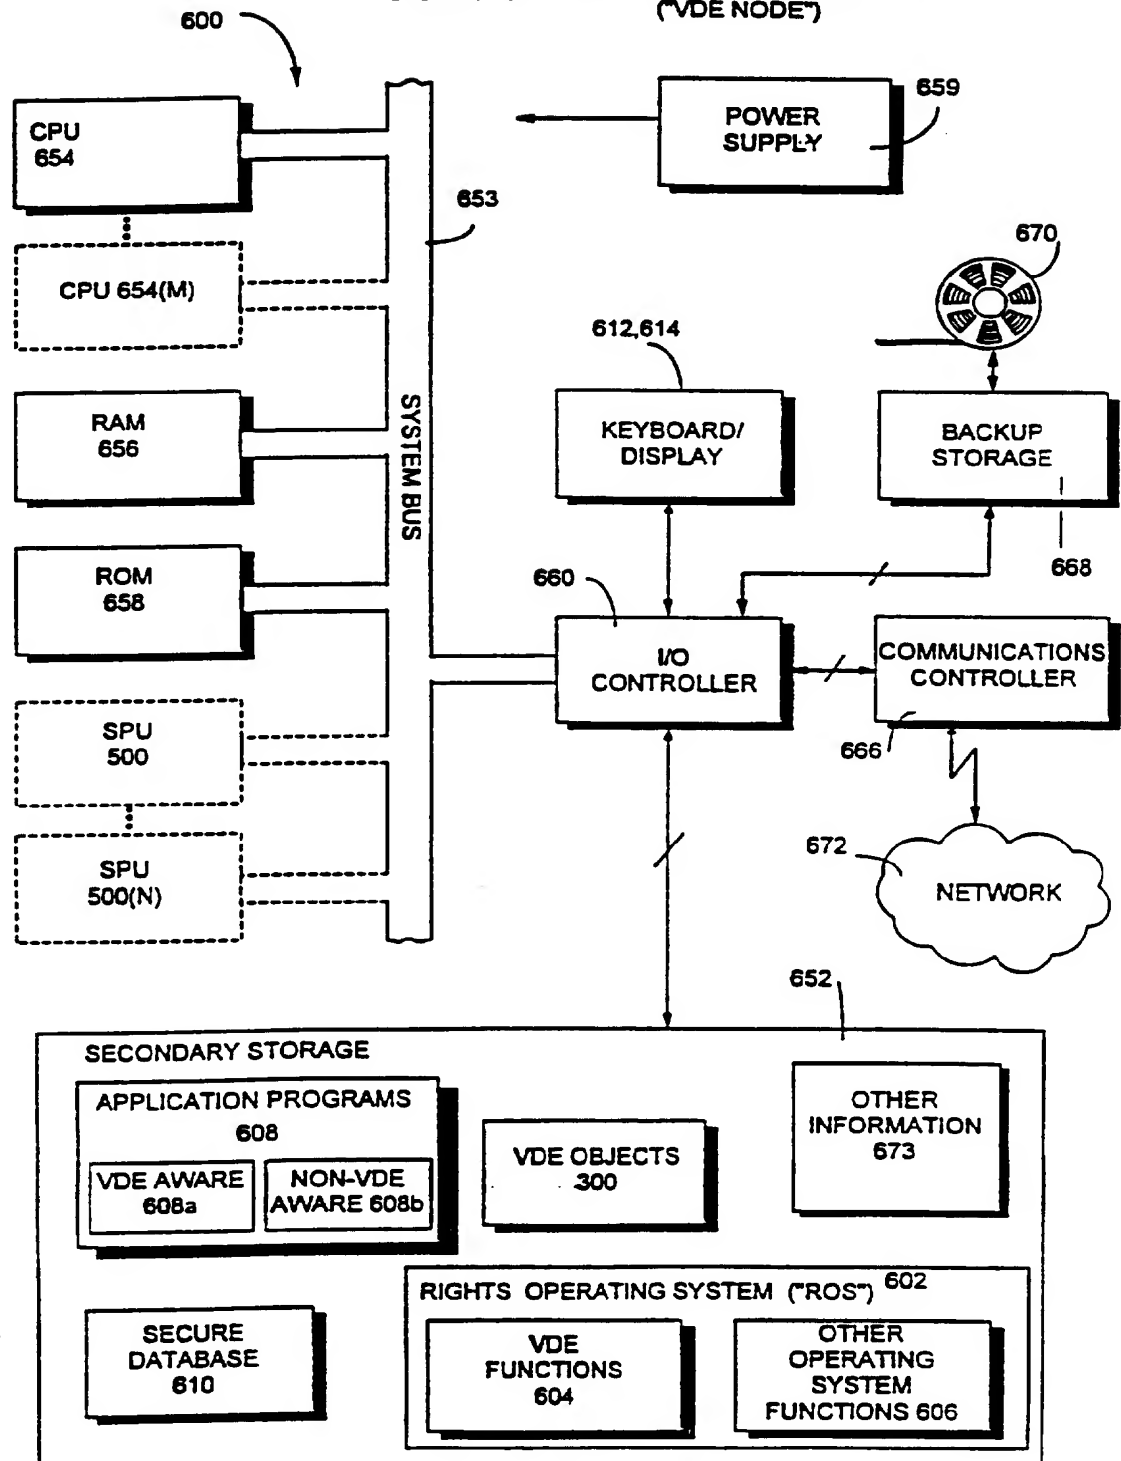 ("VDE NODE")
600
CPU
654
CPU 654(M)
RAM
656
ROM
658
SPU
500
SPU
500(N)
SYSTEM BUS
653
POWER
SUPPLY
659
670
612,614
KEYBOARD/
DISPLAY
BACKUP
STORAGE
668
660
I/O
CONTROLLER
COMMUNICATIONS
CONTROLLER
666
672
NETWORK
652
SECONDARY STORAGE
APPLICATION PROGRAMS
608
VDE AWARE
608a
NON-VDE
AWARE 608b
VDE OBJECTS
300
OTHER
INFORMATION
673
SECURE
DATABASE
610
RIGHTS OPERATING SYSTEM ("ROS") 602
VDE
FUNCTIONS
604
OTHER
OPERATING
SYSTEM
FUNCTIONS 606